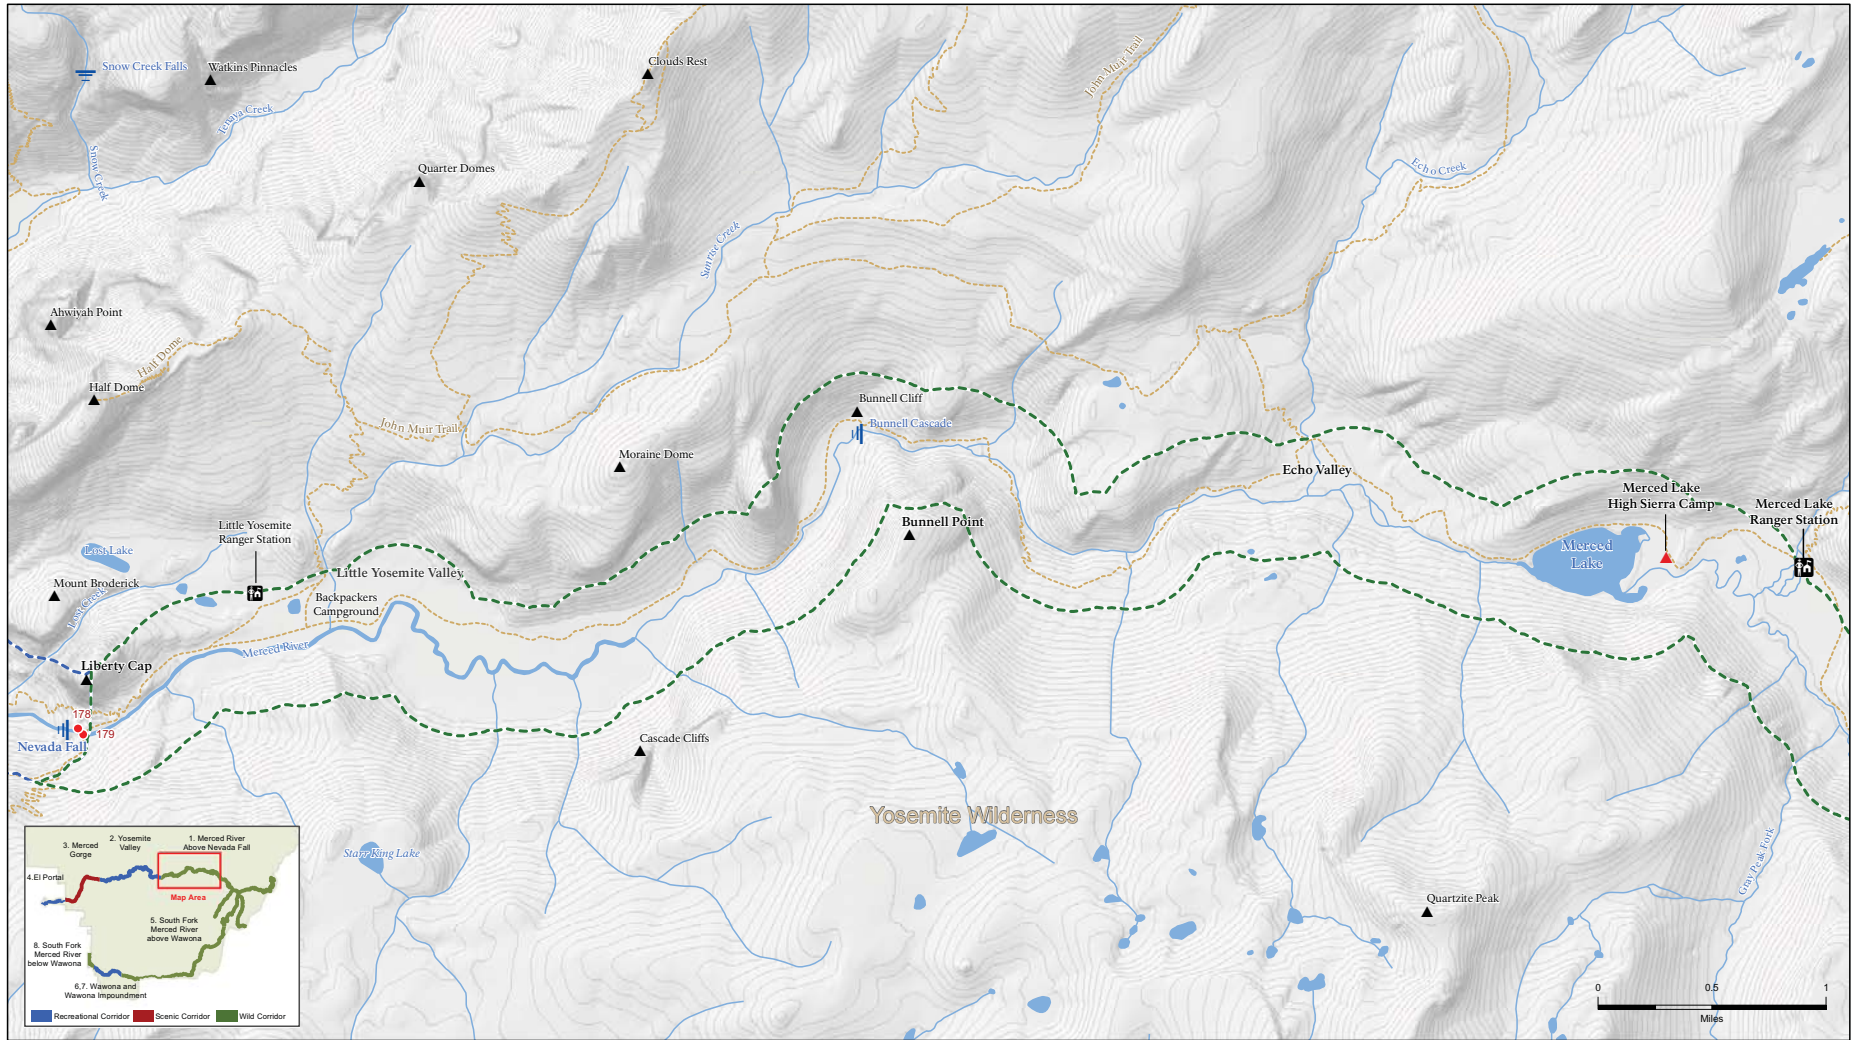 Snow Creek Falls
Watkins Pinnacles
Clouds Rest
John Muir Trail
Tenaya Creek
Snow Creek
Quarter Domes
Echo Creek
Sunrise Creek
Ahwiyah Point
Half Dome
Half Dome
John Muir Trail
Bunnell Cliff
Bunnell Cascade
Moraine Dome
Echo Valley
Merced Lake
High Sierra Camp
Merced Lake
Ranger Station
Little Yosemite
Ranger Station
Bunnell Point
Lost Lake
Merced
Lake
Little Yosemite Valley
Mount Broderick
Lost Creek
Backpackers
Campground
Merced River
Liberty Cap
178
179
Nevada Fall
Cascade Cliffs
Yosemite Wilderness
Starr King Lake
Gray Peak Fork
Quartzite Peak
2. Yosemite
Valley
1. Merced River
Above Nevada Fall
3. Merced
Gorge
4.El Portal
Map Area
5. South Fork
Merced River
above Wawona
8. South Fork
Merced River
below Wawona
6,7. Wawona and
Wawona Impoundment
Recreational Corridor
Scenic Corridor
Wild Corridor
0 0.5 1
Miles